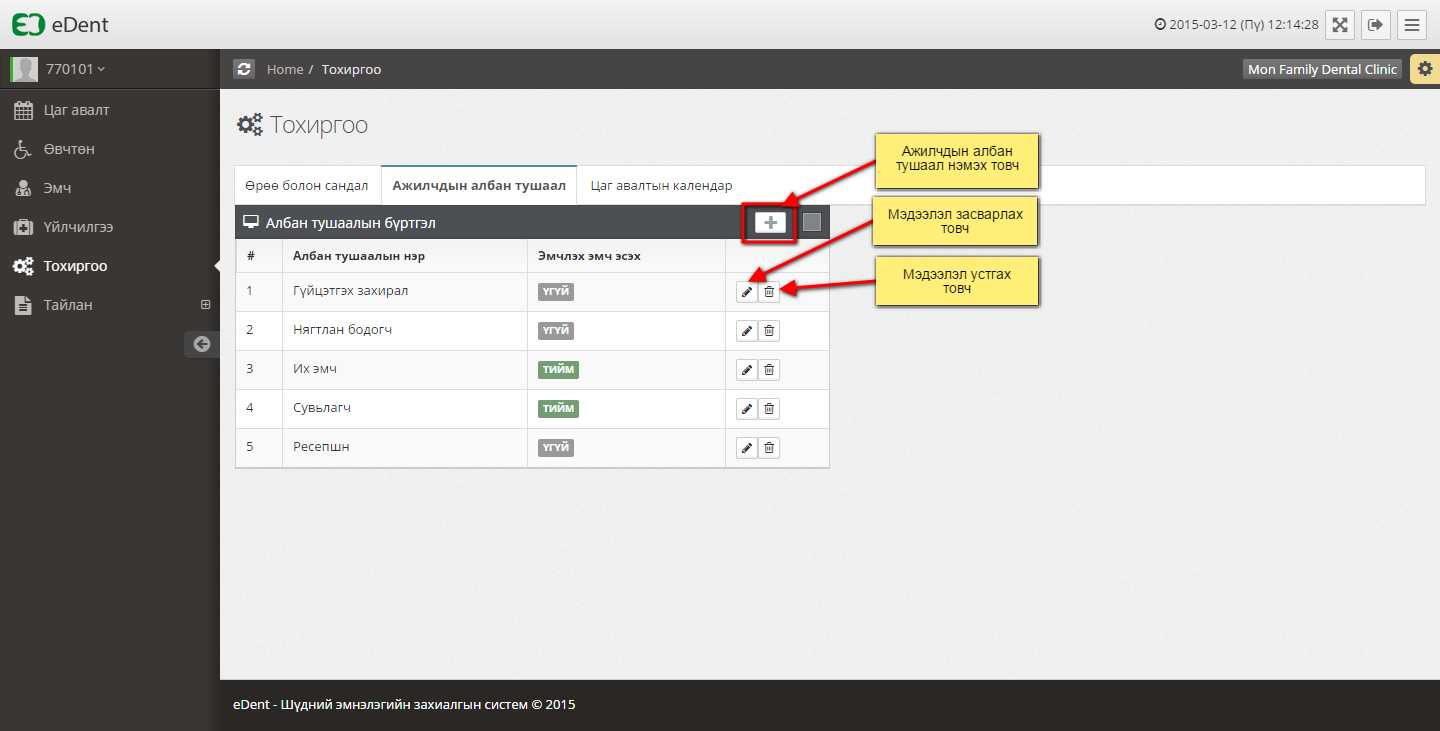 eDent
2015-03-12 (Пү) 12:14:28
770101
Home / Тохиргоо
Mon Family Dental Clinic
Цаг авалт
Өвчтөн
Эмч
Үйлчилгээ
Тохиргоо
Тайлан
Тохиргоо
Өрөө болон сандал
Ажилчдын албан тушаал
Цаг авалтын календар
Албан тушаалын бүртгэл
# Албан тушаалын нэр Эмчлэх эмч эсэх
1 Гүйцэтгэх захирал ҮГҮЙ
2 Нягтлан бодогч ҮГҮЙ
3 Их эмч ТИЙМ
4 Сувьлагч ТИЙМ
5 Ресепшн ҮГҮЙ
Ажилчдын албан
тушаал нэмэх товч
Мэдээлэл засварлах
товч
Мэдээлэл устгах
товч
eDent - Шүдний эмнэлэгийн захиалгын систем © 2015